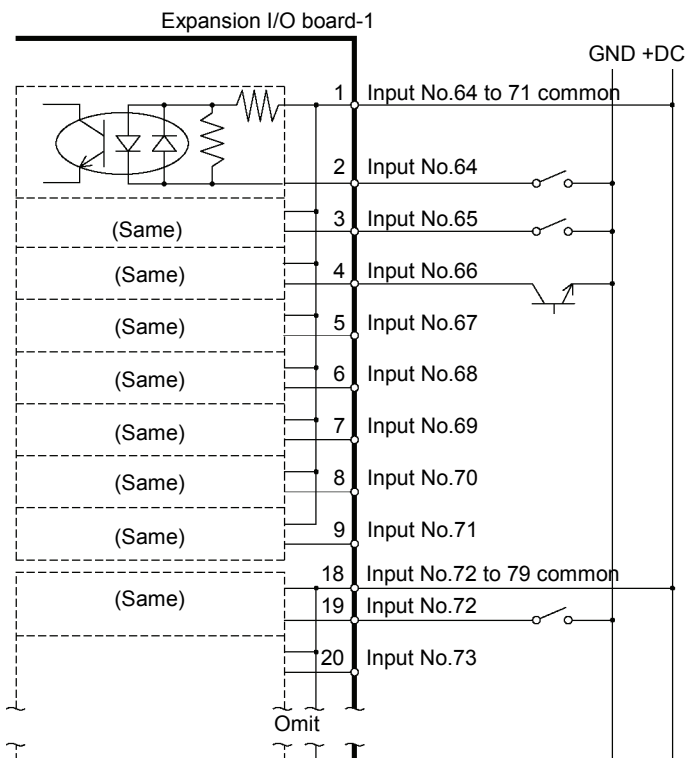 Expansion I/O board-1
GND +DC
1 Input No.64 to 71 common
2 Input No.64
(Same) 3 Input No.65
(Same) 4 Input No.66
(Same) 5 Input No.67
(Same) 6 Input No.68
(Same) 7 Input No.69
(Same) 8 Input No.70
(Same) 9 Input No.71
18 Input No.72 to 79 common
(Same)
19 Input No.72
20 Input No.73
Omit